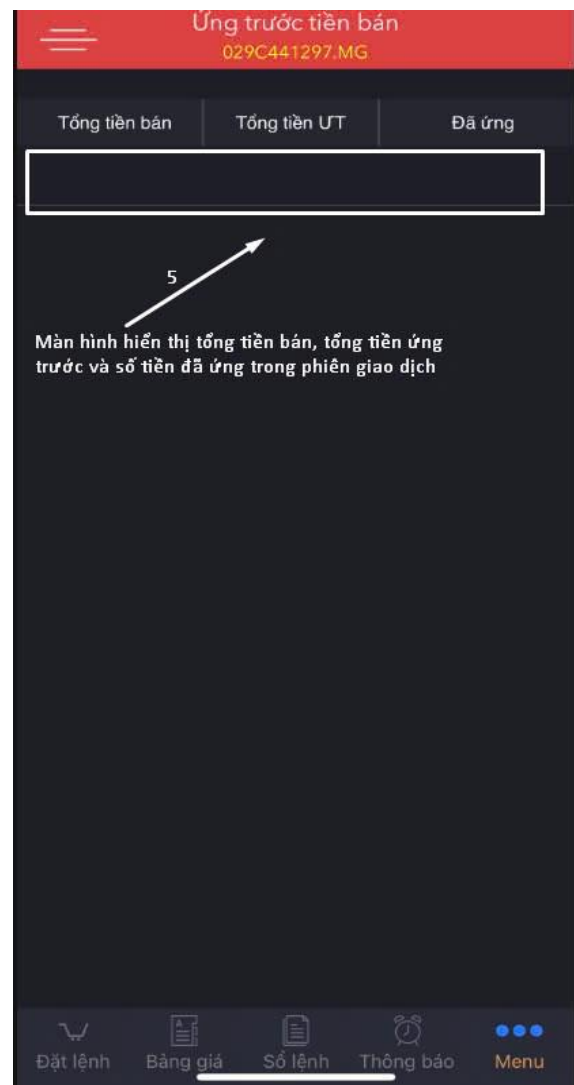 Ứng trước tiền bán
029C441297.MG
Tổng tiền bán Tổng tiền ƯT Đã ứng
5
Màn hình hiển thị tổng tiền bán, tổng tiền ứng
trước và số tiền đã ứng trong phiên giao dịch
Đặt lệnh Bảng giá Sổ lệnh Thông báo Menu